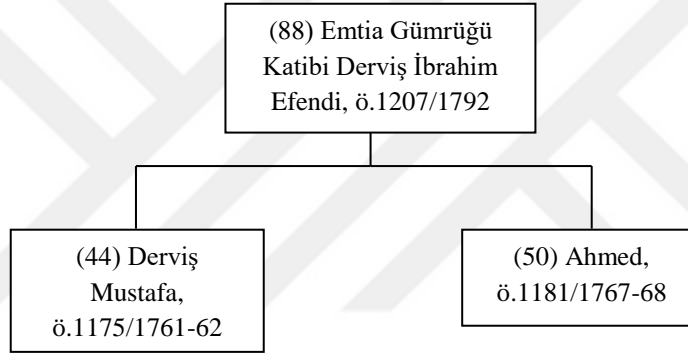 (88) Emtia Gümrüğü
Katibi Derviş İbrahim
Efendi, ö.1207/1792
(44) Derviş
Mustafa,
ö.1175/1761-62
(50) Ahmed,
ö.1181/1767-68